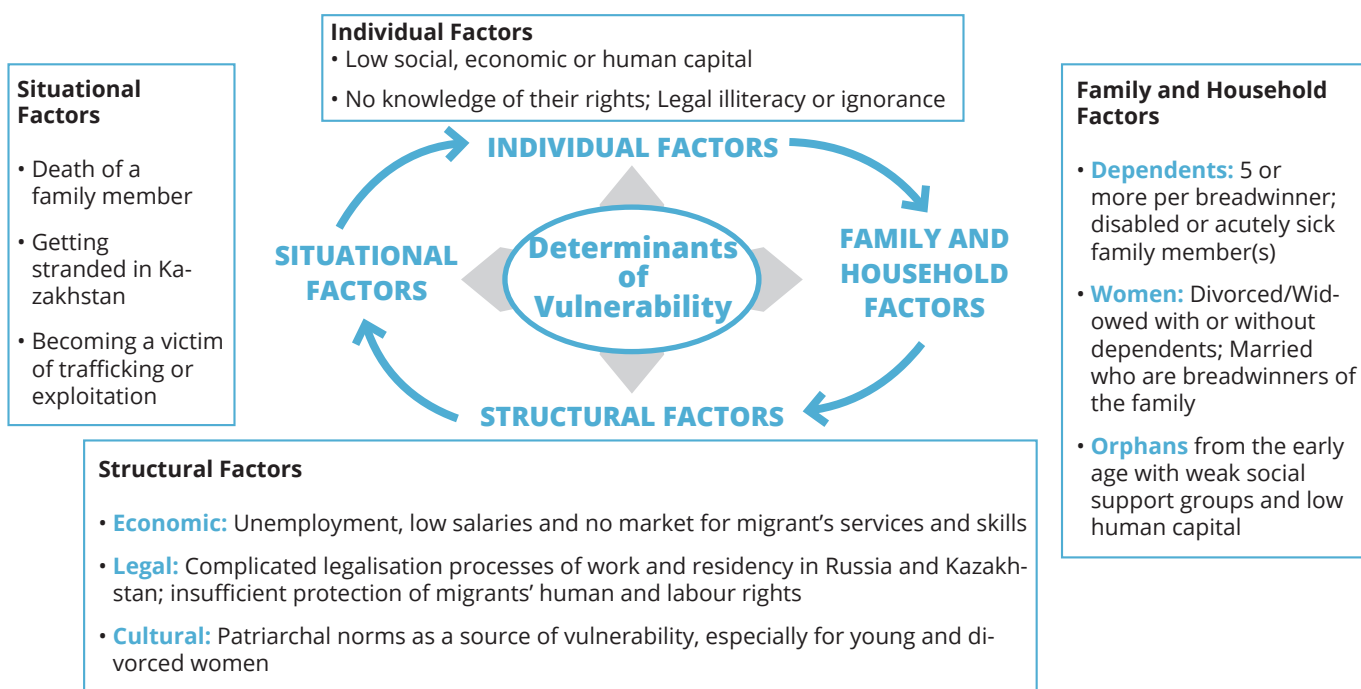 Individual Factors
• Low social, economic or human capital
• No knowledge of their rights; Legal illiteracy or ignorance
Situational
Factors
• Death of a
family member
• Getting
stranded in Ka-
zakhstan
• Becoming a victim
of trafficking or
exploitation
INDIVIDUAL FACTORS
SITUATIONAL
FACTORS
Determinants
of
Vulnerability
FAMILY AND
HOUSEHOLD
FACTORS
STRUCTURAL FACTORS
Family and Household
Factors
• Dependents: 5 or
more per breadwinner;
disabled or acutely sick
family member(s)
• Women: Divorced/Wid-
owed with or without
dependents; Married
who are breadwinners of
the family
• Orphans from the early
age with weak social
support groups and low
human capital
Structural Factors
• Economic: Unemployment, low salaries and no market for migrant’s services and skills
• Legal: Complicated legalisation processes of work and residency in Russia and Kazakh-
stan; insufficient protection of migrants’ human and labour rights
• Cultural: Patriarchal norms as a source of vulnerability, especially for young and di-
vorced women